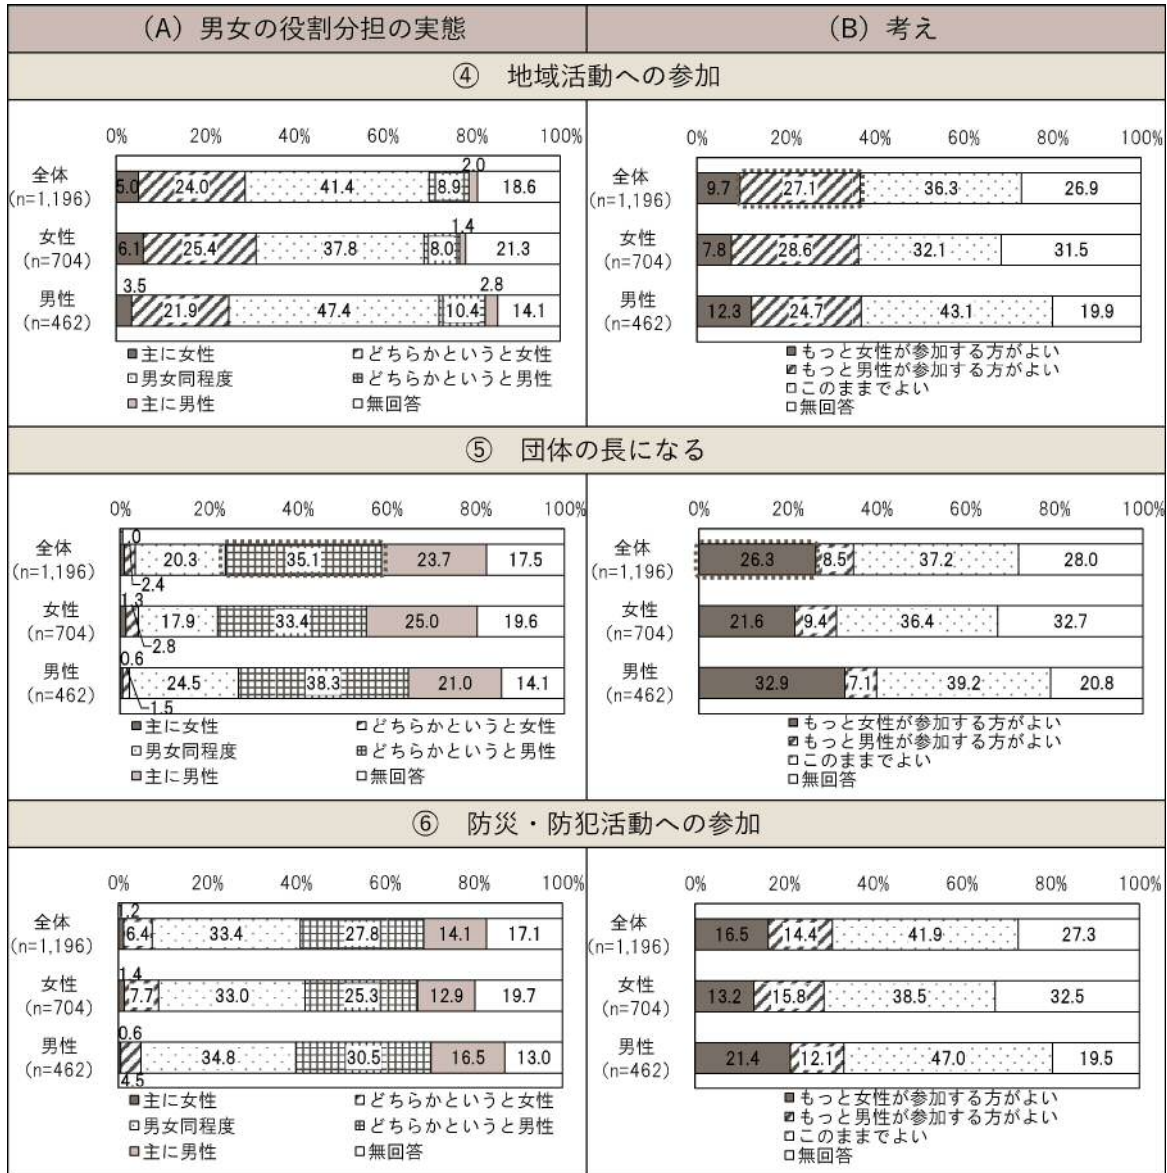 （A）男女の役割分担の実態
（B）考え
④ 地域活動への参加
0% 20% 40% 60% 80% 100%
2.0
全体
(n=1,196)
5.0 24.0 41.4 8.9 18.6
1.4
女性
(n=704)
6.1 25.4 37.8 8.0 21.3
3.5 2.8
男性
(n=462)
21.9 47.4 10.4 14.1
■主に女性 どちらかというと女性
男女同程度 どちらかというと男性
■主に男性 □無回答
0% 20% 40% 60% 80% 100%
全体
(n=1,196)
9.7 27.1 36.3 26.9
女性
(n=704)
7.8 28.6 32.1 31.5
男性
(n=462)
12.3 24.7 43.1 19.9
■もっと女性が参加する方がよい
もっと男性が参加する方がよい
□このままでよい
□無回答
⑤ 団体の長になる
0% 20% 40% 60% 80% 100%
全体
(n=1,196)
.0
20.3 35.1 23.7 17.5
2.4
1.3
女性
(n=704)
17.9 33.4 25.0 19.6
2.8
0.6
男性
(n=462)
24.5 38.3 21.0 14.1
1.5
■主に女性 どちらかというと女性
男女同程度 どちらかというと男性
■主に男性 □無回答
0% 20% 40% 60% 80% 100%
全体
(n=1,196)
26.3 8.5 37.2 28.0
女性
(n=704)
21.6 9.4 36.4 32.7
男性
(n=462)
32.9 7.1 39.2 20.8
■もっと女性が参加する方がよい
もっと男性が参加する方がよい
□このままでよい
□無回答
⑥ 防災・防犯活動への参加
0% 20% 40% 60% 80% 100%
1.2
全体
(n=1,196)
6.4 33.4 27.8 14.1 17.1
1.4
女性
(n=704)
7.7 33.0 25.3 12.9 19.7
0.6
男性
(n=462)
34.8 30.5 16.5 13.0
4.5
■主に女性 どちらかというと女性
男女同程度 どちらかというと男性
■主に男性 □無回答
0% 20% 40% 60% 80% 100%
全体
(n=1,196)
16.5 14.4 41.9 27.3
女性
(n=704)
13.2 15.8 38.5 32.5
男性
(n=462)
21.4 12.1 47.0 19.5
■もっと女性が参加する方がよい
もっと男性が参加する方がよい
□このままでよい
□無回答